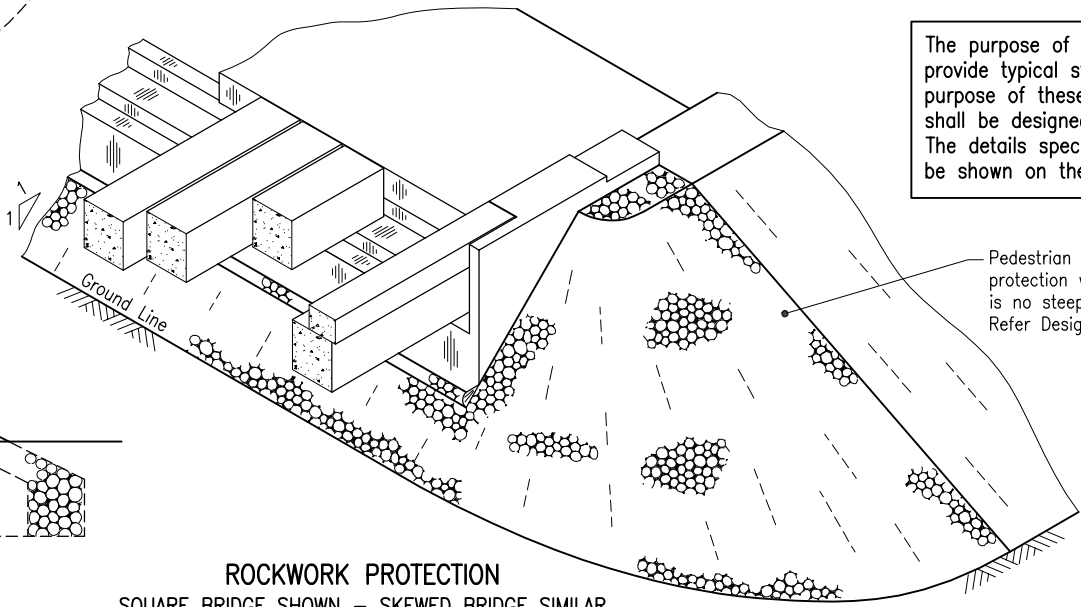 The purpose of
provide typical
purpose of these
shall be designed
The details spec
be shown on the
1
1
Pedestrian
protection
is no steep
Refer Desig
Ground Line
ROCKWORK PROTECTION
SQUARE BRIDGE SHOWN – SKEWED BRIDGE SIMILAR